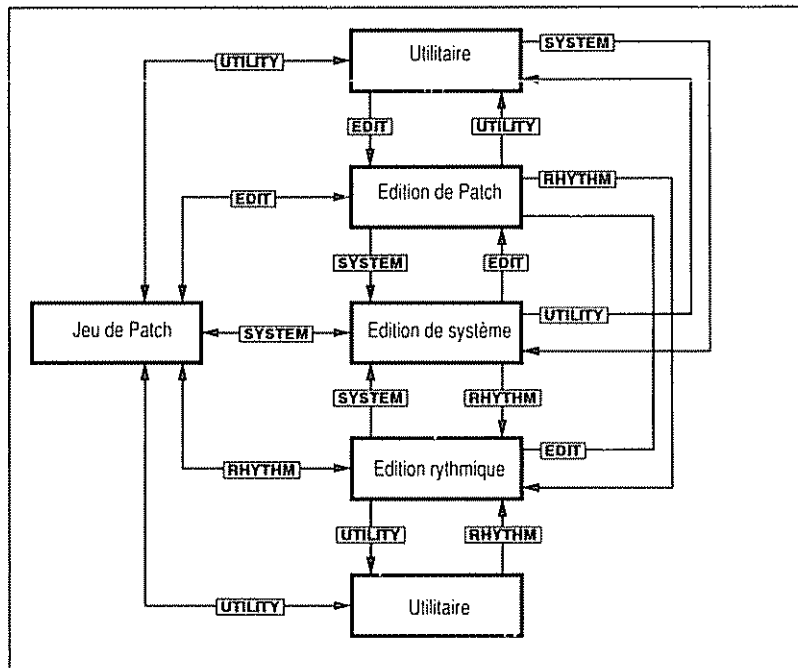 Utilitaire
SYSTEM
UTILITY
EDIT
UTILITY
Edition de Patch
RHYTHM
EDIT
SYSTEM
EDIT
Jeu de Patch
SYSTEM
Edition de système
UTILITY
SYSTEM
RHYTHM
RHYTHM
Edition rythmique
EDIT
UTILITY
RHYTHM
UTILITY
Utilitaire